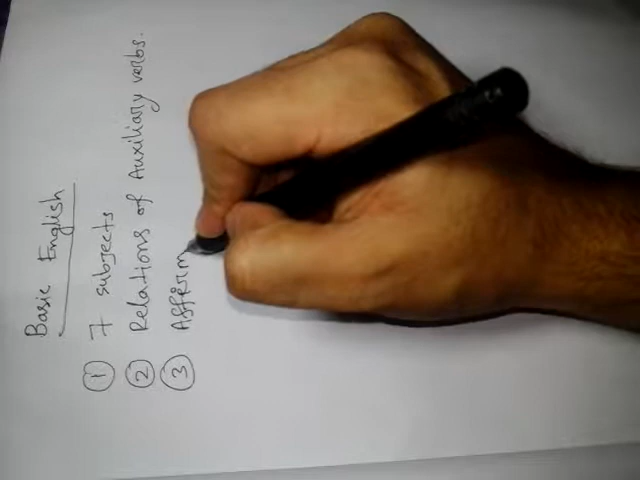 Basic English
① 7 subjects
② Relations of Auxiliary verbs.
③ Affirm